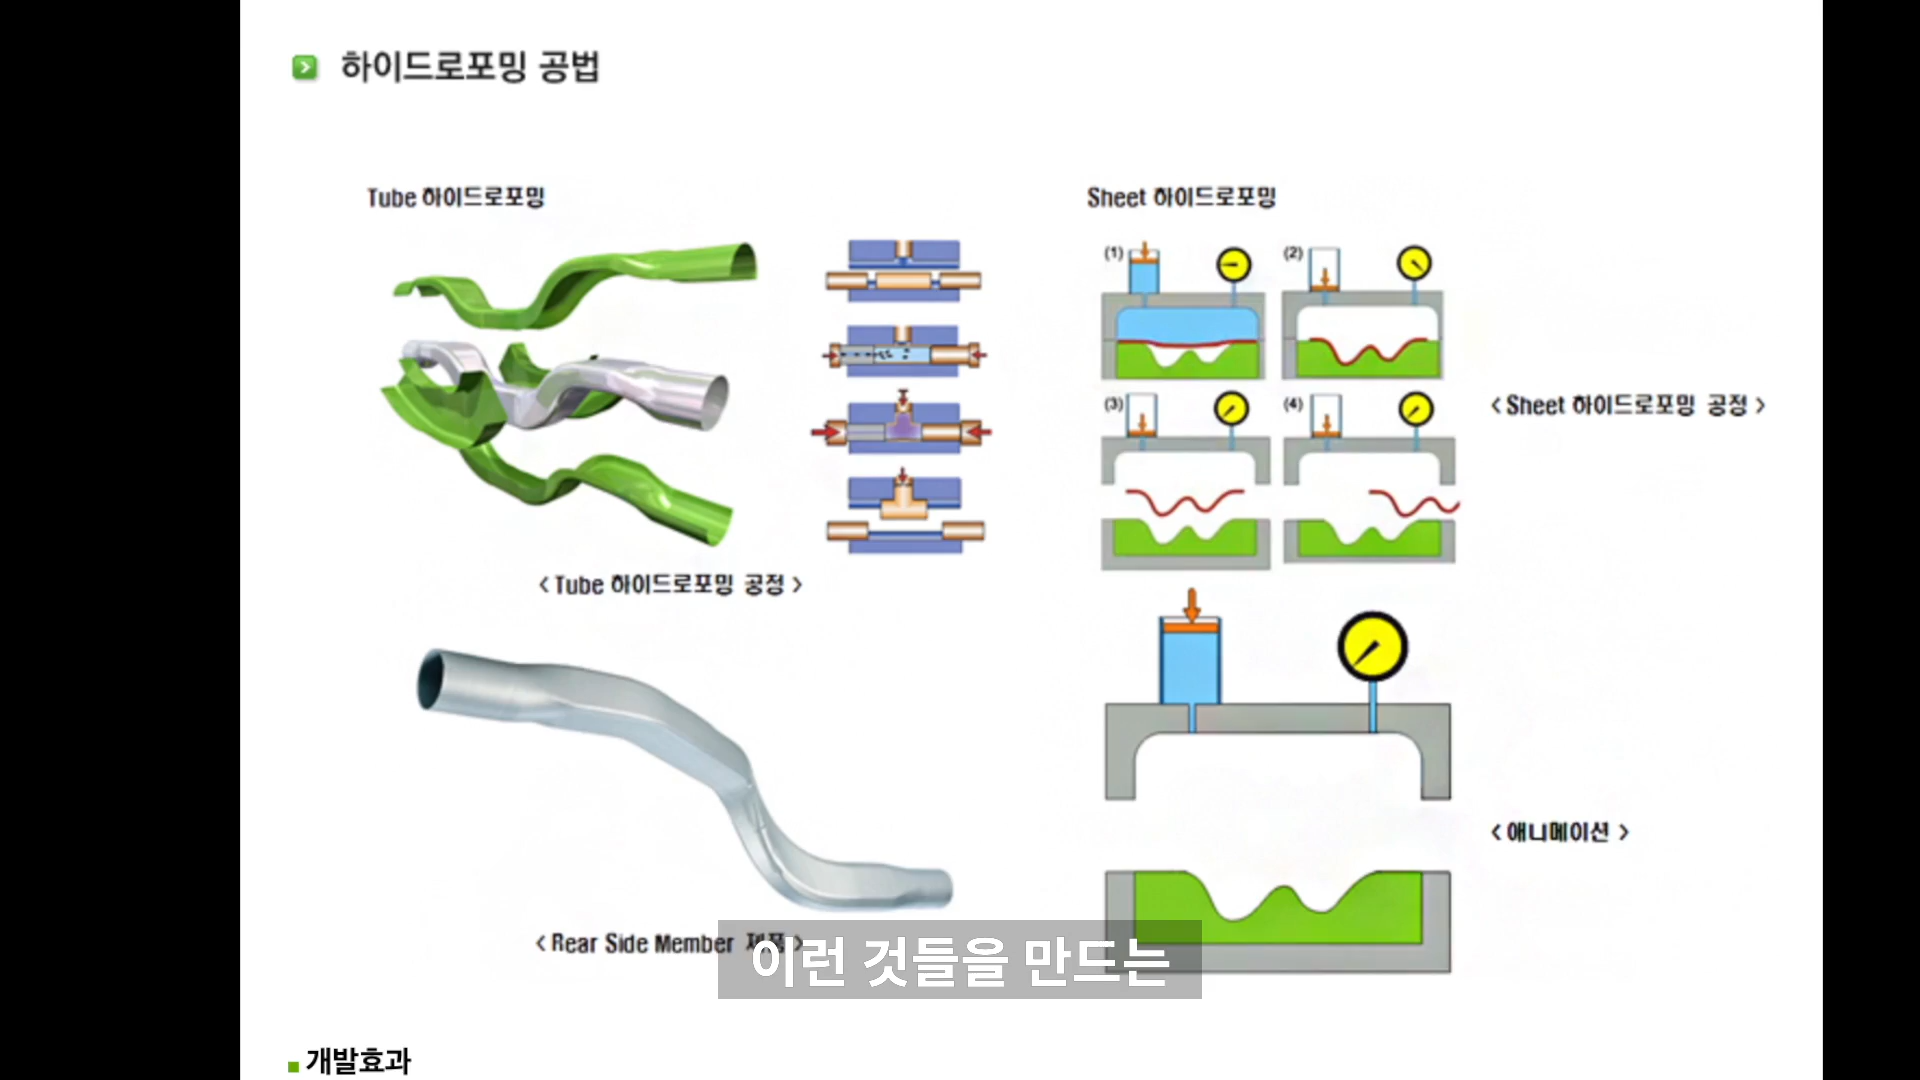 하이드로포밍 공법
Tube 하이드로포밍
Sheet 하이드로포밍
(1)
(2)
(3)
(4)
< Sheet 하이드로포밍 공정 >
< Tube 하이드로포밍 공정 >
< 애니메이션 >
< Rear Side Member 제품 >
이런 것들을 만드는
개발효과